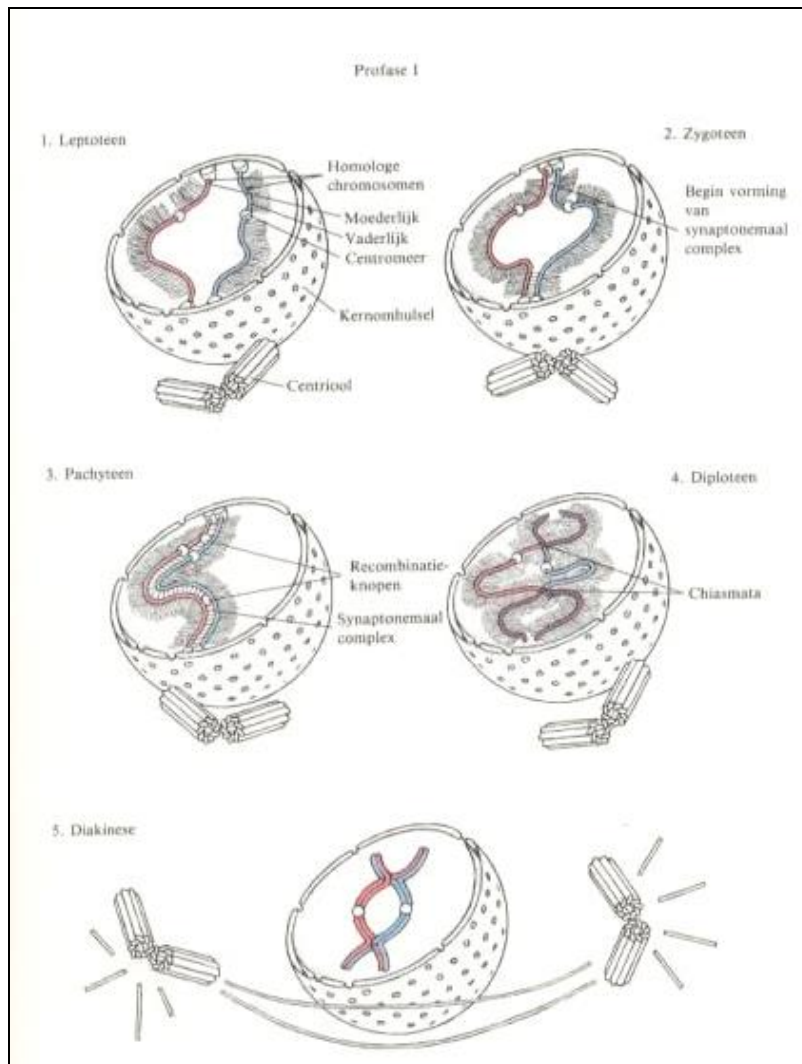 Profase I
1. Leptoteen
2. Zygoteen
Homologe
chromosomen
Moederlijk
Vaderlijk
Centromeer
Kernomhulsel
Centriool
Begin vorming
van
synaptonemaal
complex
3. Pachyteen
4. Diploteen
Recombinatie-
knopen
Synaptonemaal
complex
Chiasmata
5. Diakinese